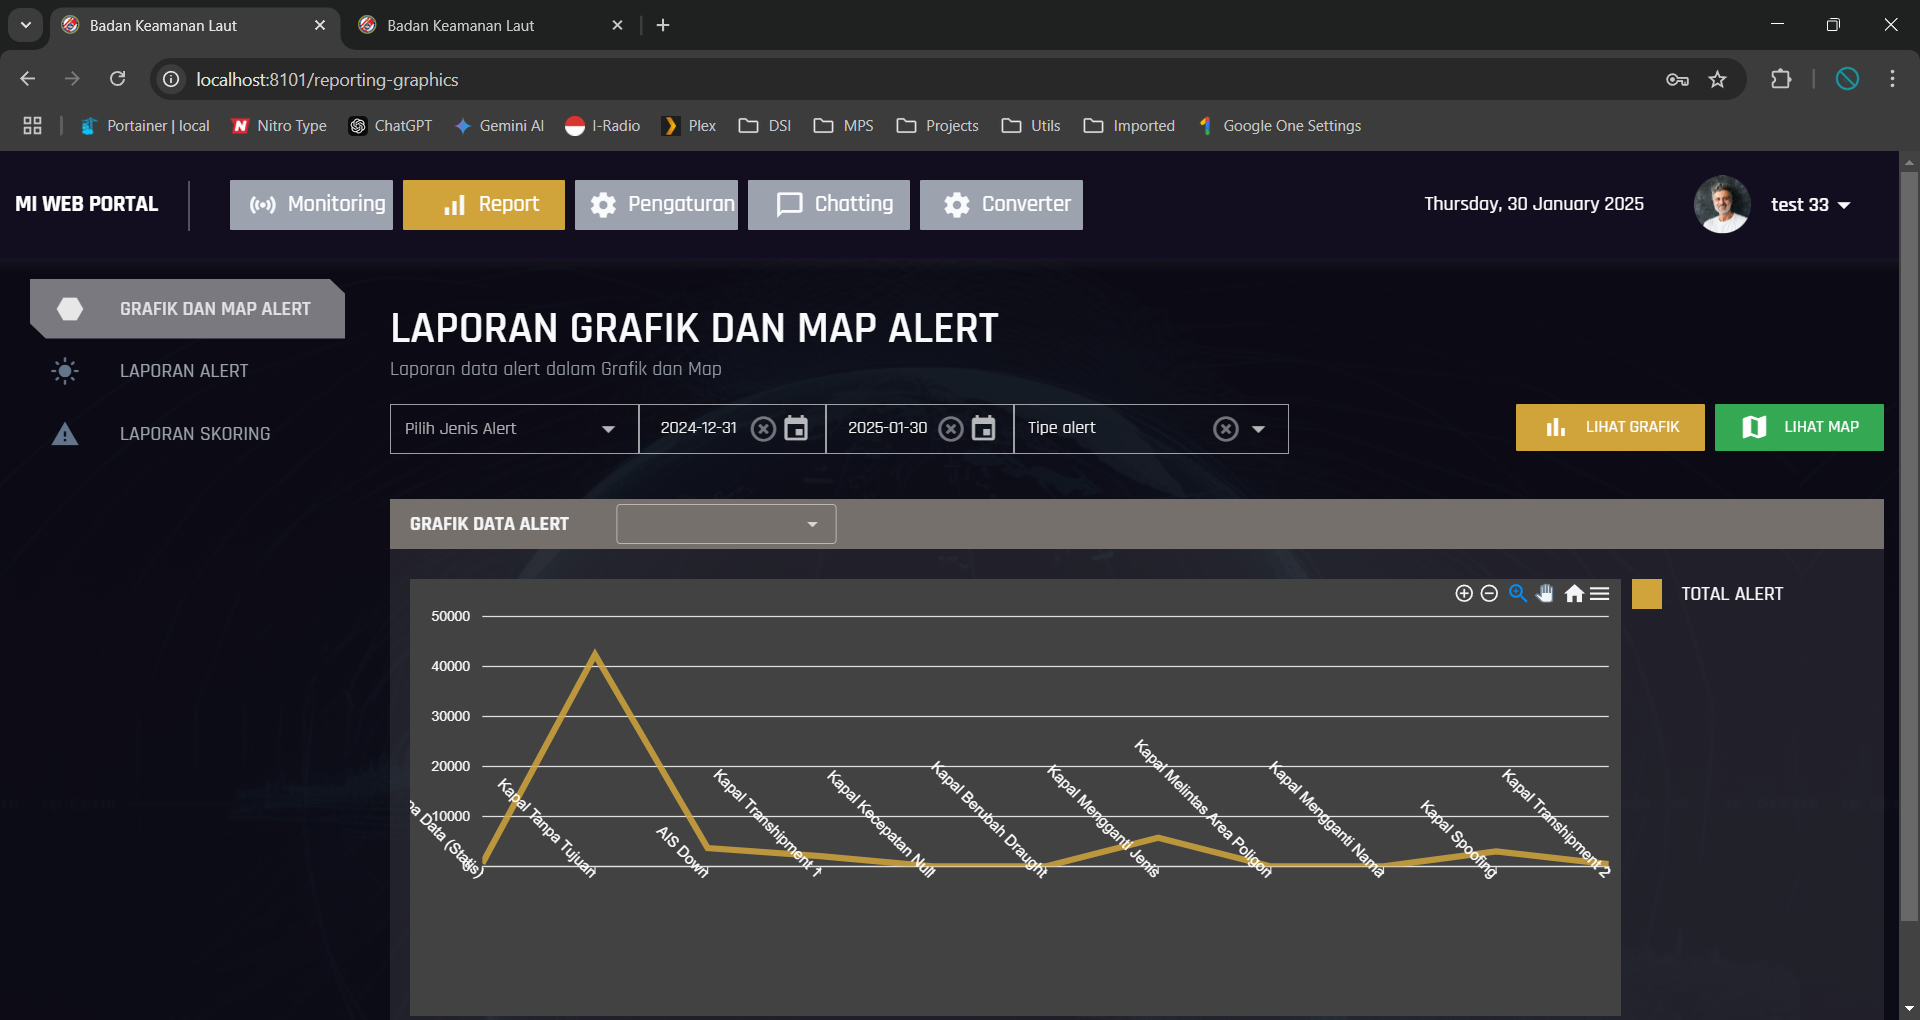 Badan Keamanan Laut
Badan Keamanan Laut
localhost:8101/reporting-graphics
Portainer | local
Nitro Type
ChatGPT
Gemini AI
I-Radio
Plex
DSI
MPS
Projects
Utils
Imported
Google One Settings
MI WEB PORTAL
Monitoring
Report
Pengaturan
Chatting
Converter
Thursday, 30 January 2025
test 33
GRAFIK DAN MAP ALERT
LAPORAN ALERT
LAPORAN SKORING
LAPORAN GRAFIK DAN MAP ALERT
Laporan data alert dalam Grafik dan Map
Pilih Jenis Alert
2024-12-31
2025-01-30
Tipe alert
LIHAT GRAFIK
LIHAT MAP
GRAFIK DATA ALERT
TOTAL ALERT
50000
40000
30000
20000
10000
pa Data (Statis)
Kapal Tanpa Tujuan
AIS Down
Kapal Transhipment 1
Kapal Kecepatan Null
Kapal Berubah Draught
Kapal Mengganti Jenis
Kapal Melintas Area Poligon
Kapal Mengganti Nama
Kapal Spoofing
Kapal Transhipment 2